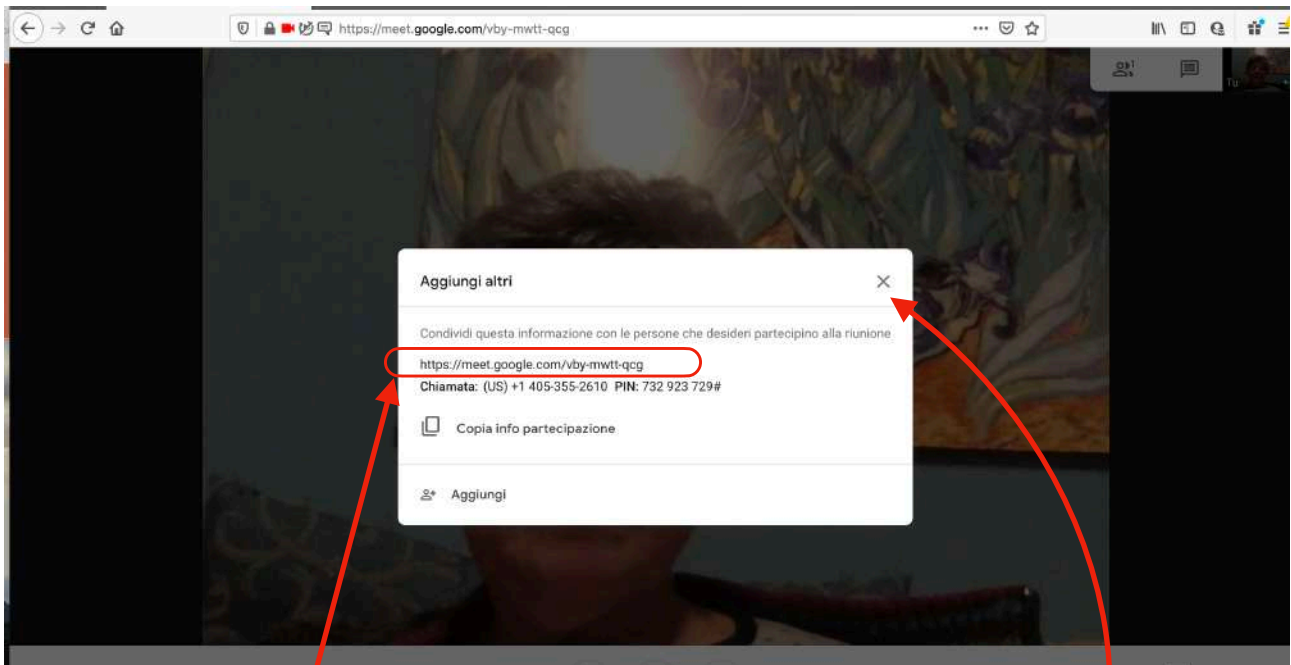 https://meet.google.com/vby-mwtt-qcg
1
Tu
Aggiungi altri
Condividi questa informazione con le persone che desideri partecipino alla riunione
https://meet.google.com/vby-mwtt-qcg
Chiamata: (US) +1 405-355-2610 PIN: 732 923 729#
Copia info partecipazione
Aggiungi